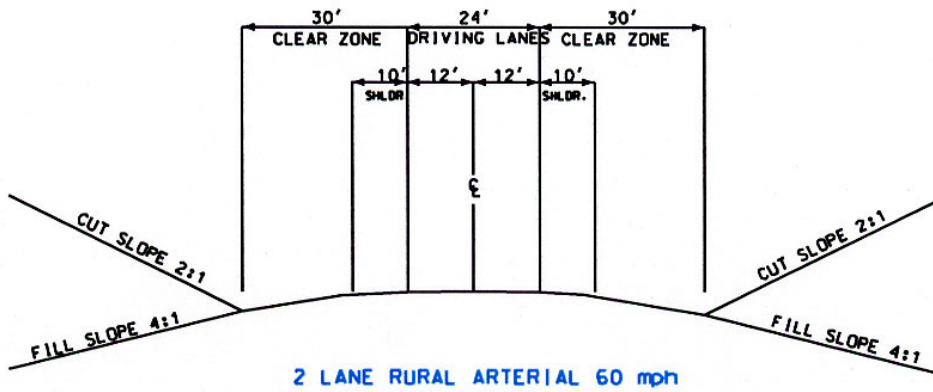 30' 24' 30'
CLEAR ZONE DRIVING LANES CLEAR ZONE
10' 12' 12' 10'
SHLDR SHLDR.
℄
CUT SLOPE 2:1
CUT SLOPE 2:1
FILL SLOPE 4:1
FILL SLOPE 4:1
2 LANE RURAL ARTERIAL 60 mph